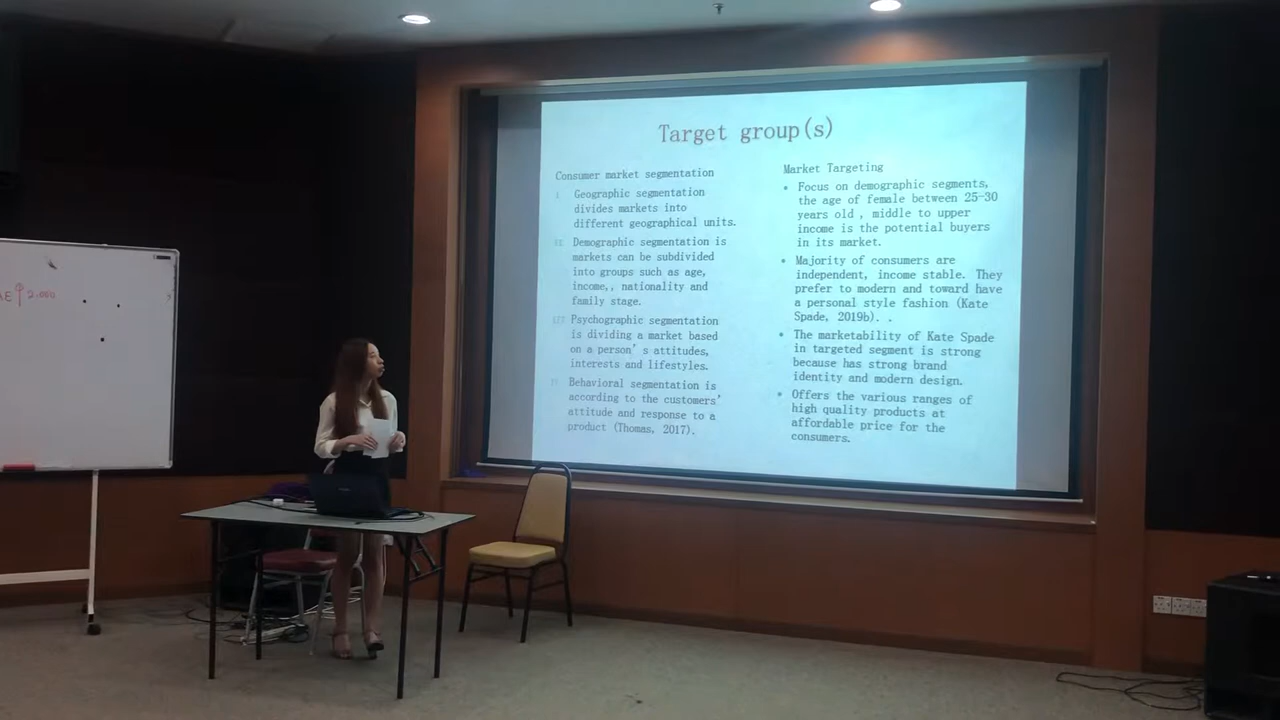 Target group(s)
Consumer market segmentation
I. Geographic segmentation
divides markets into
different geographical units.
II. Demographic segmentation is
markets can be subdivided
into groups such as age,
income,, nationality and
family stage.
III. Psychographic segmentation
is dividing a market based
on a person's attitudes,
interests and lifestyles.
Behavioral segmentation is
according to the customers'
attitude and response to a
product (Thomas, 2017).
Market Targeting
• Focus on demographic segments,
the age of female between 25-30
years old , middle to upper
income is the potential buyers
in its market.
• Majority of consumers are
independent, income stable. They
prefer to modern and toward have
a personal style fashion (Kate
Spade, 2019b). .
• The marketability of Kate Spade
in targeted segment is strong
because has strong brand
identity and modern design.
• Offers the various ranges of
high quality products at
affordable price for the
consumers.
2.000